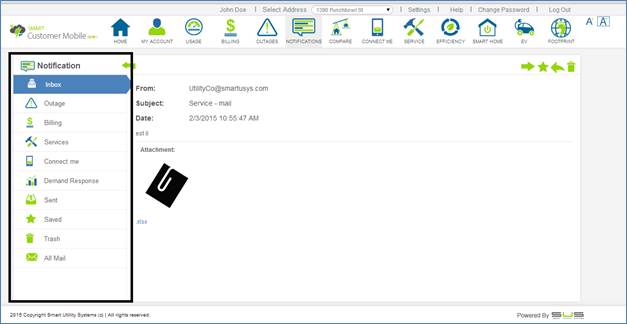 John Doe | Select Address 1398 Punchbowl St | Settings | Help | Change Password | Log Out
SMART
Customer Mobile
HOME MY ACCOUNT USAGE BILLING OUTAGES NOTIFICATIONS COMPARE CONNECT ME SERVICE EFFICIENCY SMART HOME EV FOOTPRINT
A A
Notification
Inbox
Outage
Billing
Services
Connect me
Demand Response
Sent
Saved
Trash
All Mail
From: UtilityCo@smartusys.com
Subject: Service - mail
Date: 2/3/2015 10:55:47 AM
Attachment:
.xlsx
2015 Copyright Smart Utility Systems (c) | All rights reserved.
Powered By SUS